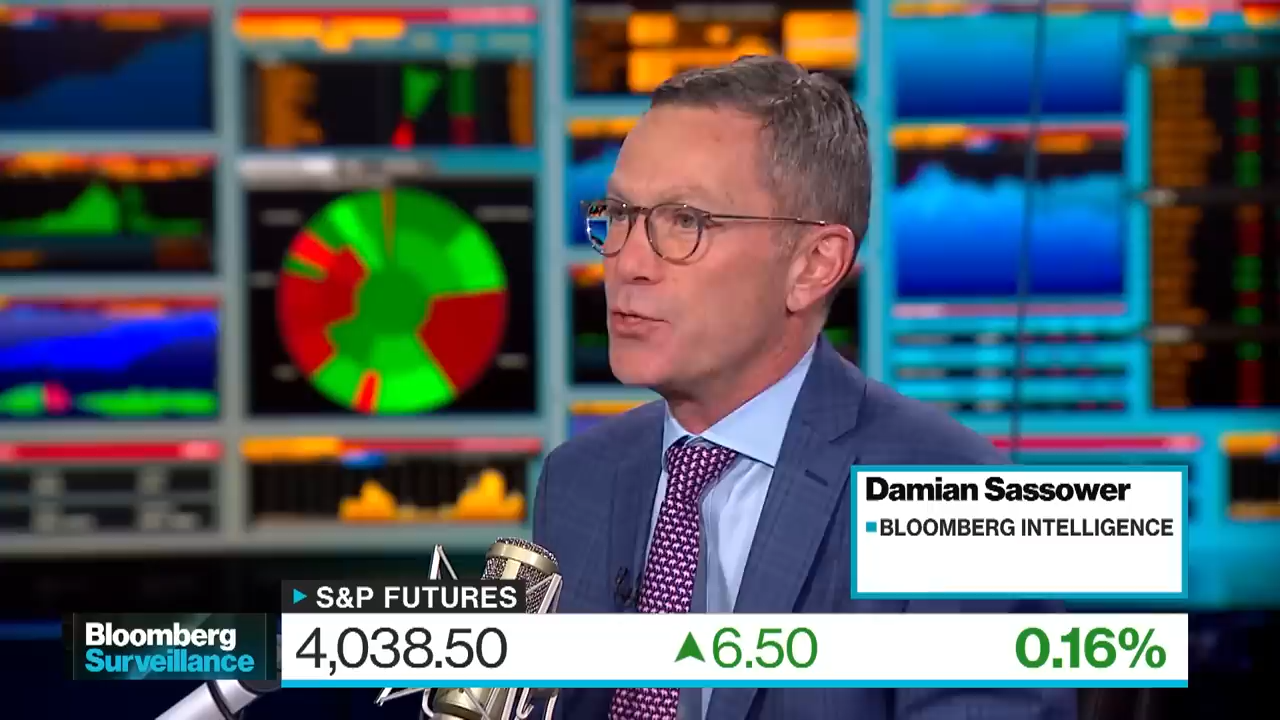 Damian Sassower
BLOOMBERG INTELLIGENCE
S&P FUTURES
Bloomberg
Surveillance
4,038.50
6.50
0.16%